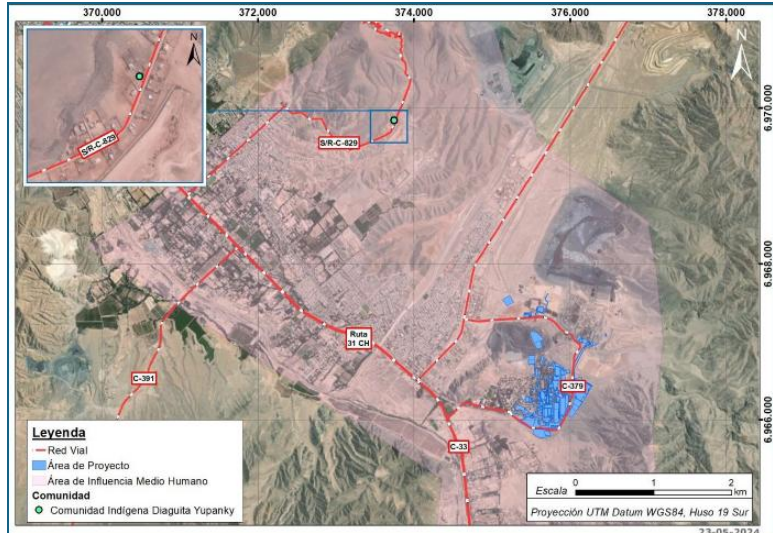 370.000
372.000
374.000
376.000
378.000
N
N
6.970.000
6.968.000
6.966.000
S/R-C-829
S/R-C-829
Ruta
31 CH
C-391
C-379
C-33
Leyenda
Red Vial
Área de Proyecto
Área de Influencia Medio Humano
Comunidad
Comunidad Indígena Diaguita Yupanky
Escala
0 1 2
km
Proyección UTM Datum WGS84, Huso 19 Sur
23-05-2024